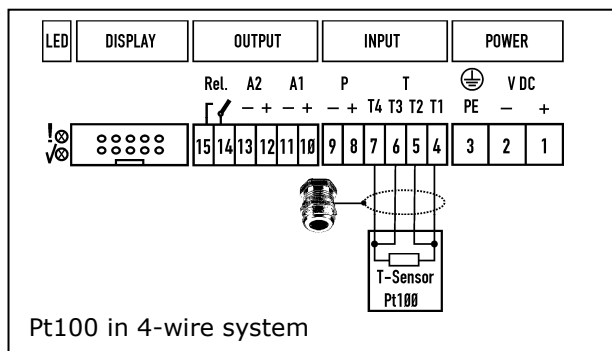 LED DISPLAY OUTPUT INPUT POWER
Rel. A2 A1 P T V DC
− + − + − + T4 T3 T2 T1 PE − +
! 
√ 
15 14 13 12 11 10 9 8 7 6 5 4 3 2 1
T-Sensor
Pt100
Pt100 in 4-wire system